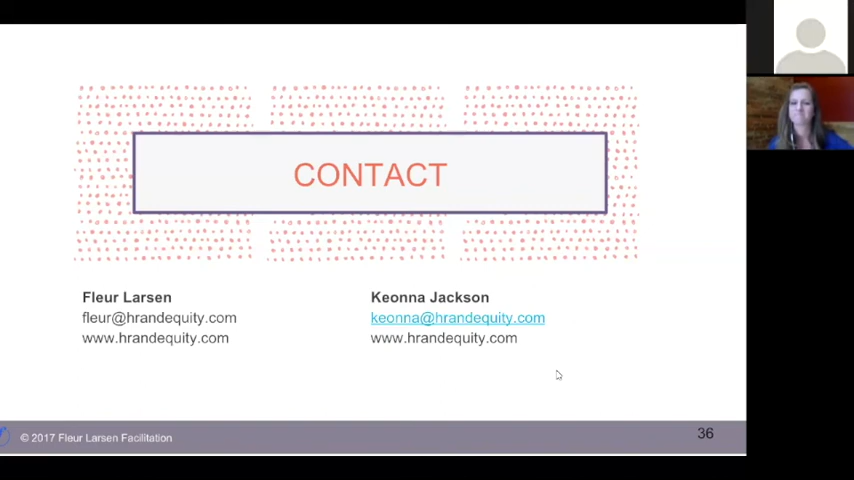 CONTACT
Fleur Larsen
fleur@hrandequity.com
www.hrandequity.com
Keonna Jackson
keonna@hrandequity.com
www.hrandequity.com
© 2017 Fleur Larsen Facilitation
36